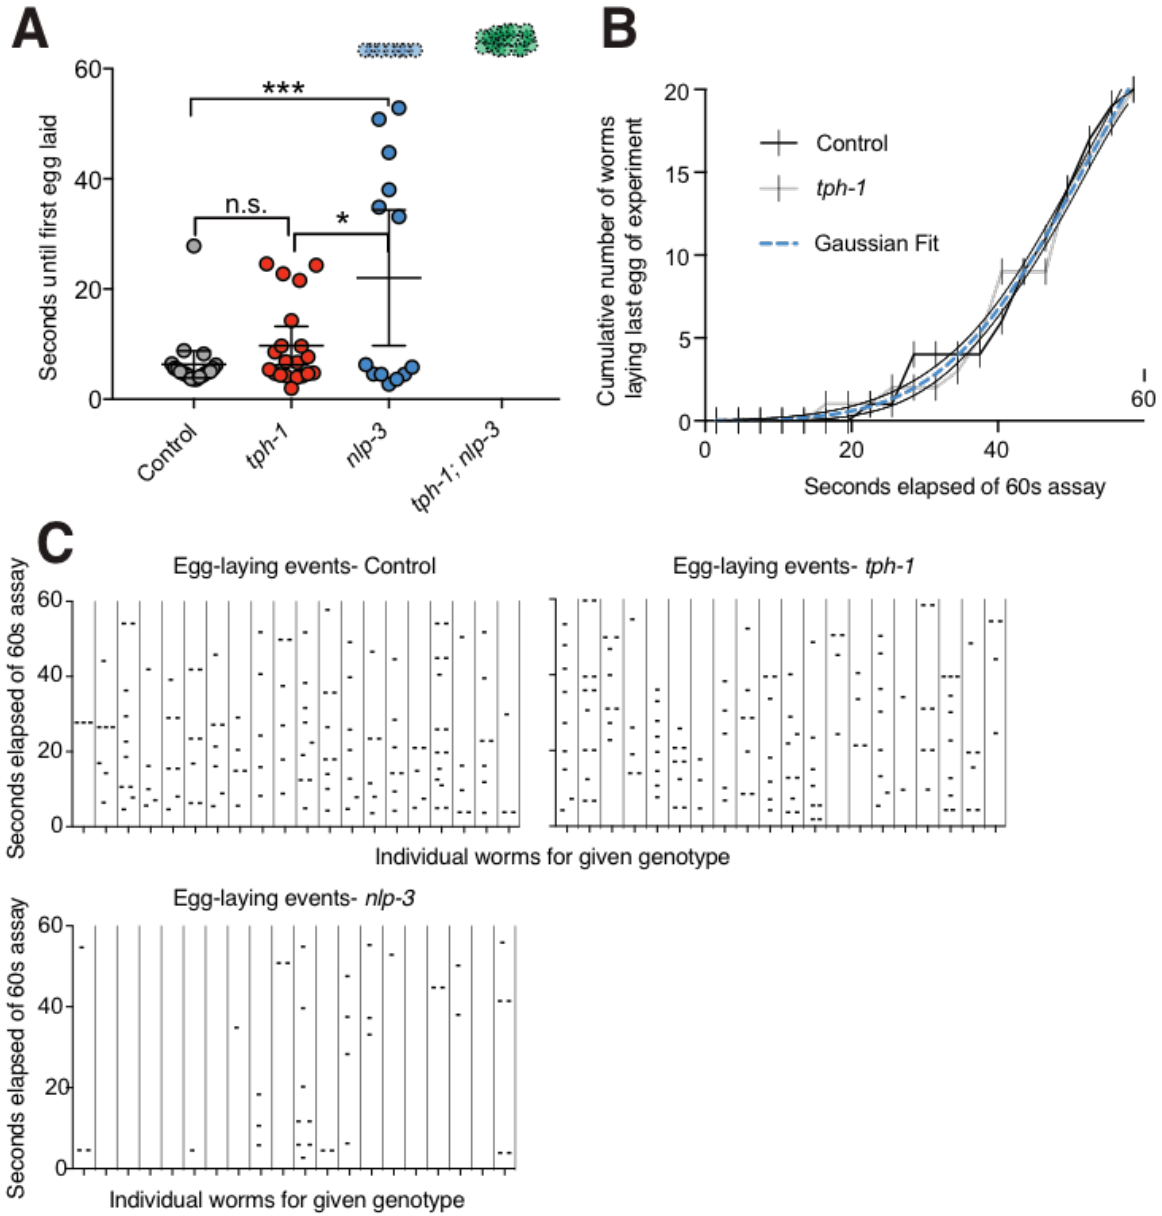 A
60
40
20
0
Seconds until first egg laid
***
n.s.
*
Control
tph-1
nlp-3
tph-1; nlp-3
B
20
15
10
5
0
Cumulative number of worms
laying last egg of experiment
Control
tph-1
Gaussian Fit
0
20
40
60
Seconds elapsed of 60s assay
C
Egg-laying events- Control
Seconds elapsed of 60s assay
60
40
20
0
Egg-laying events- tph-1
Individual worms for given genotype
Egg-laying events- nlp-3
Seconds elapsed of 60s assay
60
40
20
0
Individual worms for given genotype